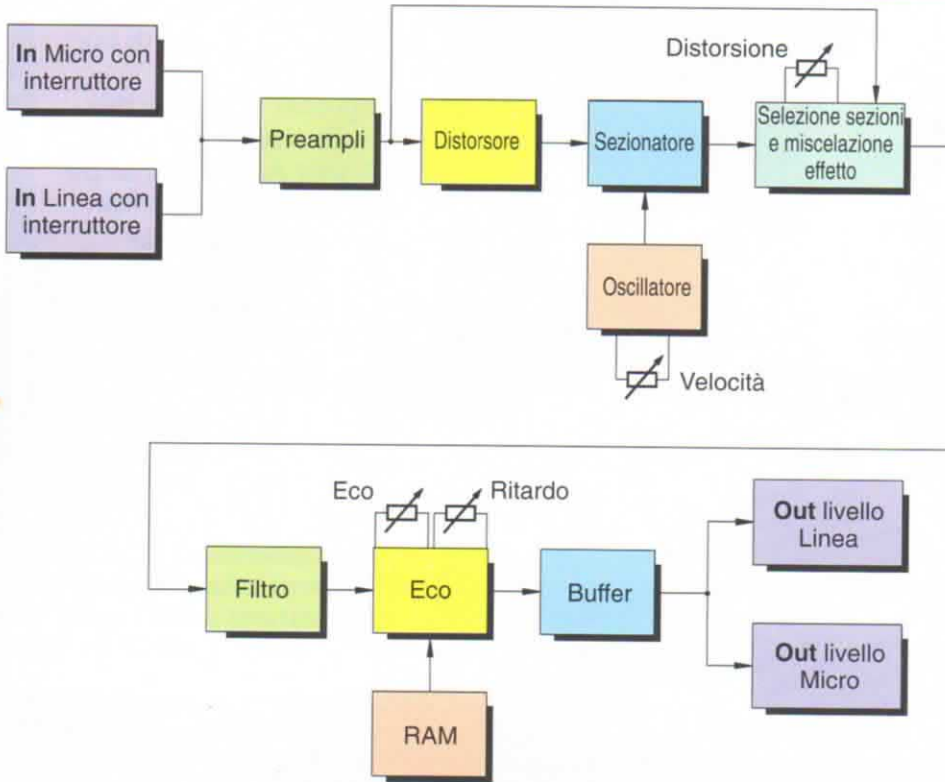 In Micro con
interruttore
Distorsione
Preampli
Distorsore
Sezionatore
Selezione sezioni
e miscelazione
effetto
In Linea con
interruttore
Oscillatore
Velocità
Eco
Ritardo
Out livello
Linea
Filtro
Eco
Buffer
Out livello
Micro
RAM